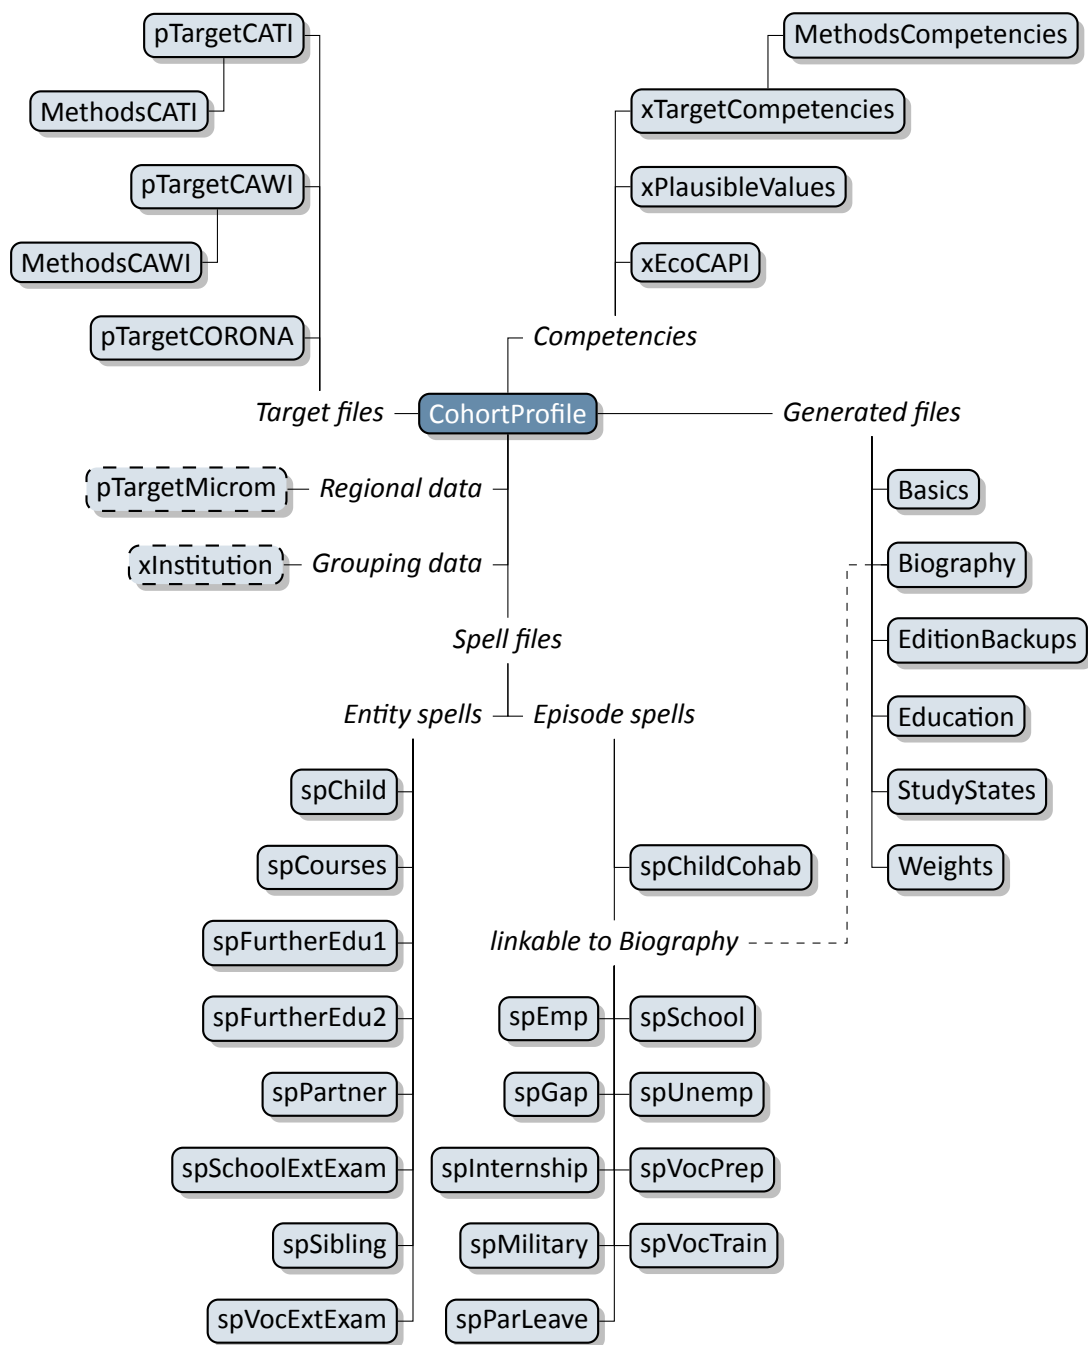 pTargetCATI
MethodsCompetencies
MethodsCATI
xTargetCompetencies
pTargetCAWI
xPlausibleValues
MethodsCAWI
xEcoCAPI
pTargetCORONA
Competencies
Target files
CohortProfile
Generated files
pTargetMicrom
Regional data
Basics
xInstitution
Grouping data
Biography
Spell files
EditionBackups
Entity spells
Episode spells
Education
spChild
StudyStates
spCourses
spChildCohab
Weights
spFurtherEdu1
linkable to Biography
spFurtherEdu2
spEmp
spSchool
spPartner
spGap
spUnemp
spSchoolExtExam
spInternship
spVocPrep
spSibling
spMilitary
spVocTrain
spVocExtExam
spParLeave